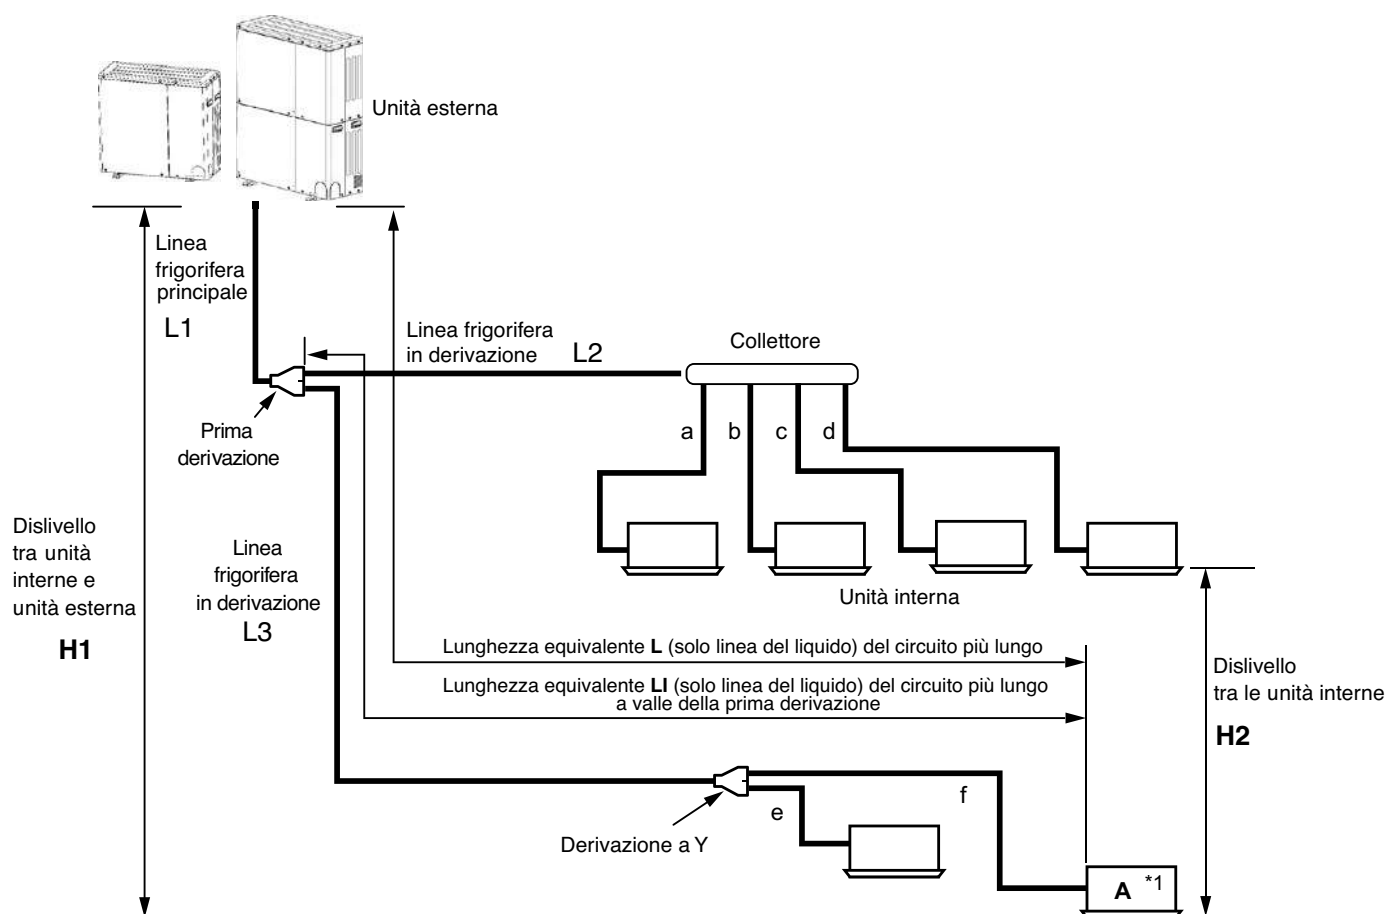 Unità esterna
Linea
frigorifera
principale
L1
Linea frigorifera
in derivazione
L2
Collettore
a
b
c
d
Prima
derivazione
Dislivello
tra unità
interne e
unità esterna
H1
Linea
frigorifera
in derivazione
L3
Unità interna
Lunghezza equivalente L (solo linea del liquido) del circuito più lungo
Lunghezza equivalente LI (solo linea del liquido) del circuito più lungo
a valle della prima derivazione
Dislivello
tra le unità interne
H2
Derivazione a Y
e
f
A *1